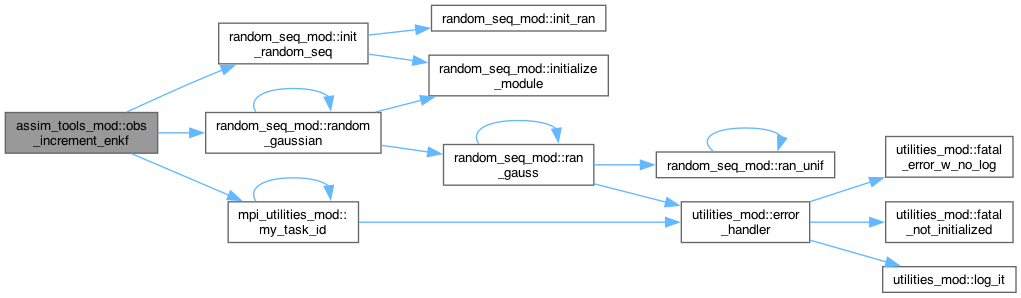 assim_tools_mod::obs
_increment_enkf
random_seq_mod::init
_random_seq
random_seq_mod::init_ran
random_seq_mod::initialize
_module
random_seq_mod::random
_gaussian
random_seq_mod::ran
_gauss
random_seq_mod::ran_unif
mpi_utilities_mod::
my_task_id
utilities_mod::error
_handler
utilities_mod::fatal
_error_w_no_log
utilities_mod::fatal
_not_initialized
utilities_mod::log_it